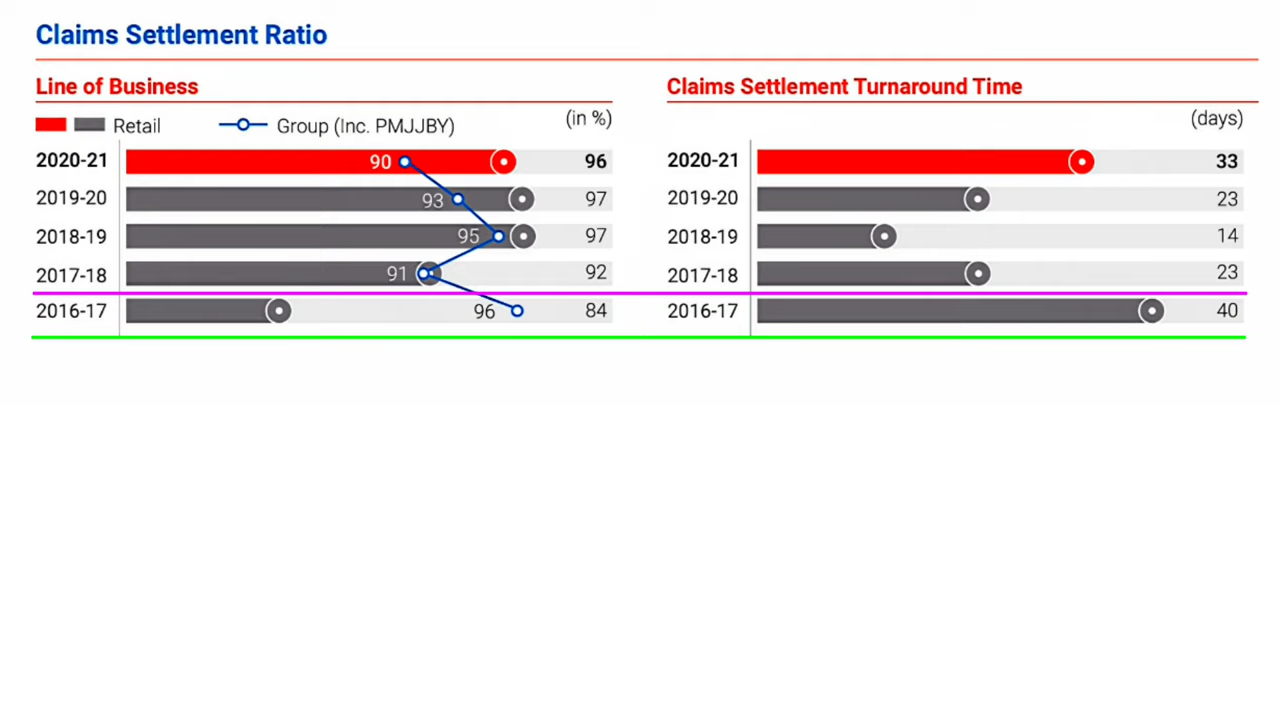 Claims Settlement Ratio
Line of Business
(in %)
Retail
Group (Inc. PMJJBY)
2020-21 90 96
2019-20 93 97
2018-19 95 97
2017-18 91 92
2016-17 96 84
Claims Settlement Turnaround Time
(days)
2020-21 33
2019-20 23
2018-19 14
2017-18 23
2016-17 40